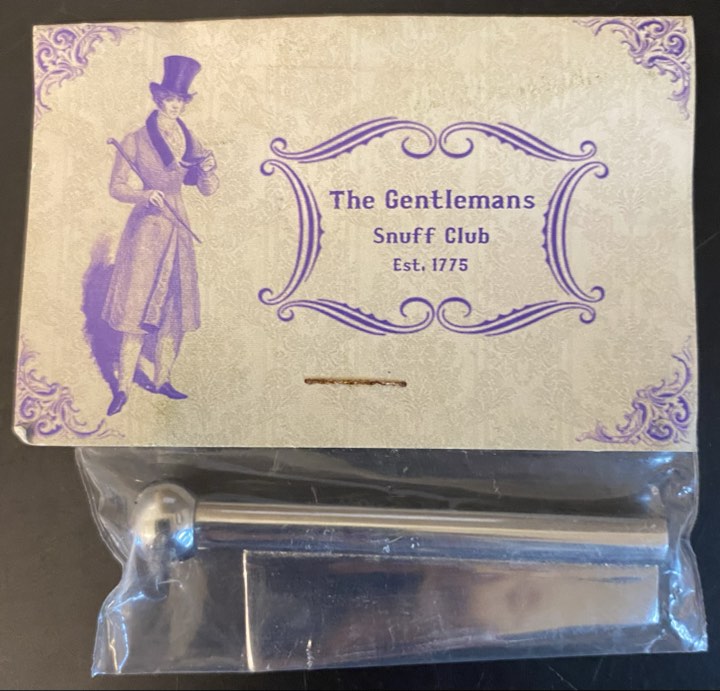 The Gentlemans
Snuff Club
Est. 1775